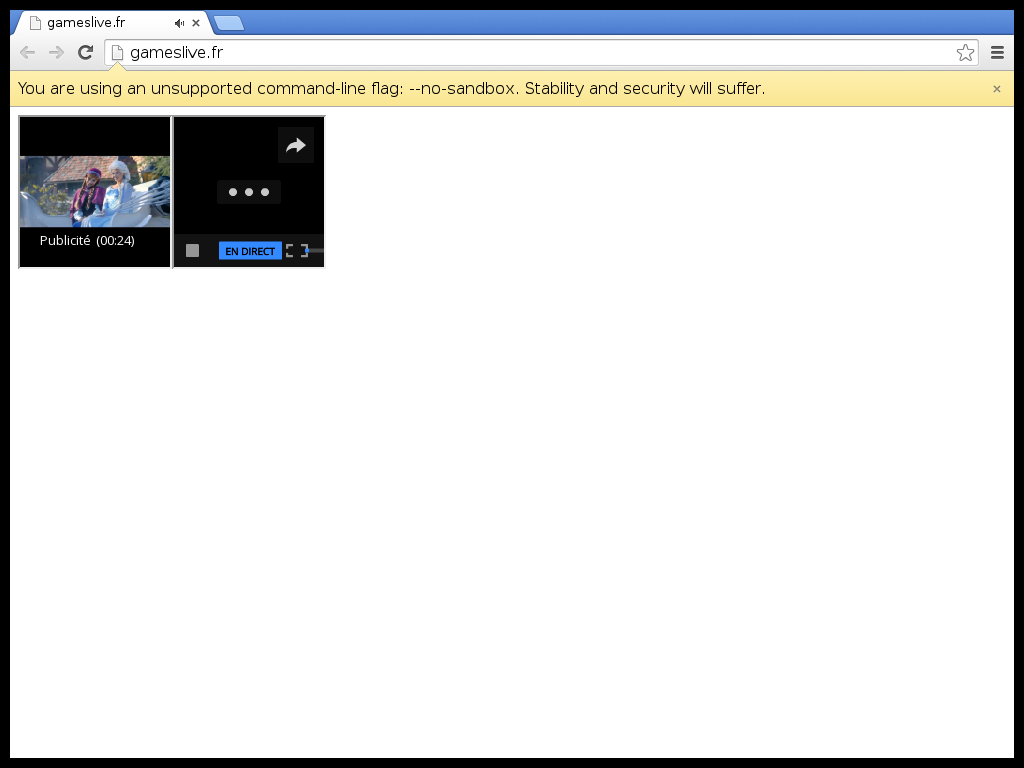 gameslive.fr
gameslive.fr
You are using an unsupported command-line flag: --no-sandbox. Stability and security will suffer.
Publicité (00:24)
EN DIRECT